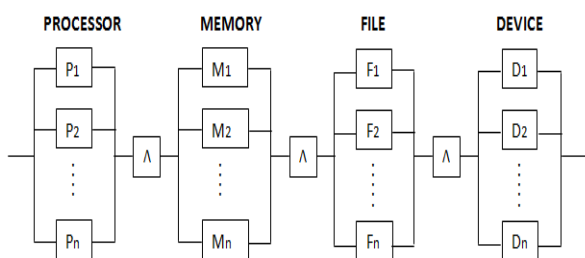 PROCESSOR MEMORY FILE DEVICE
P1 M1 F1 D1
P2 M2 F2 D2
Λ Λ Λ
Pn Mn Fn Dn